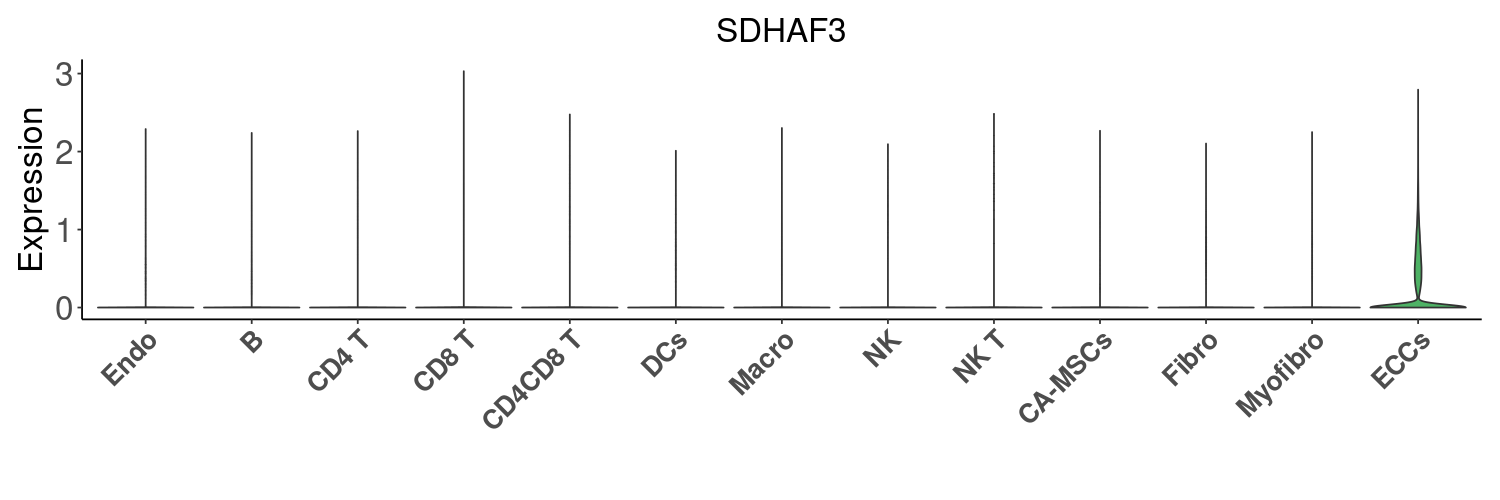 SDHAF3
Expression
3
2
1
0
Endo
B
CD4 T
CD8 T
CD4CD8 T
DCs
Macro
NK
NK T
CA-MSCs
Fibro
Myofibro
ECCs